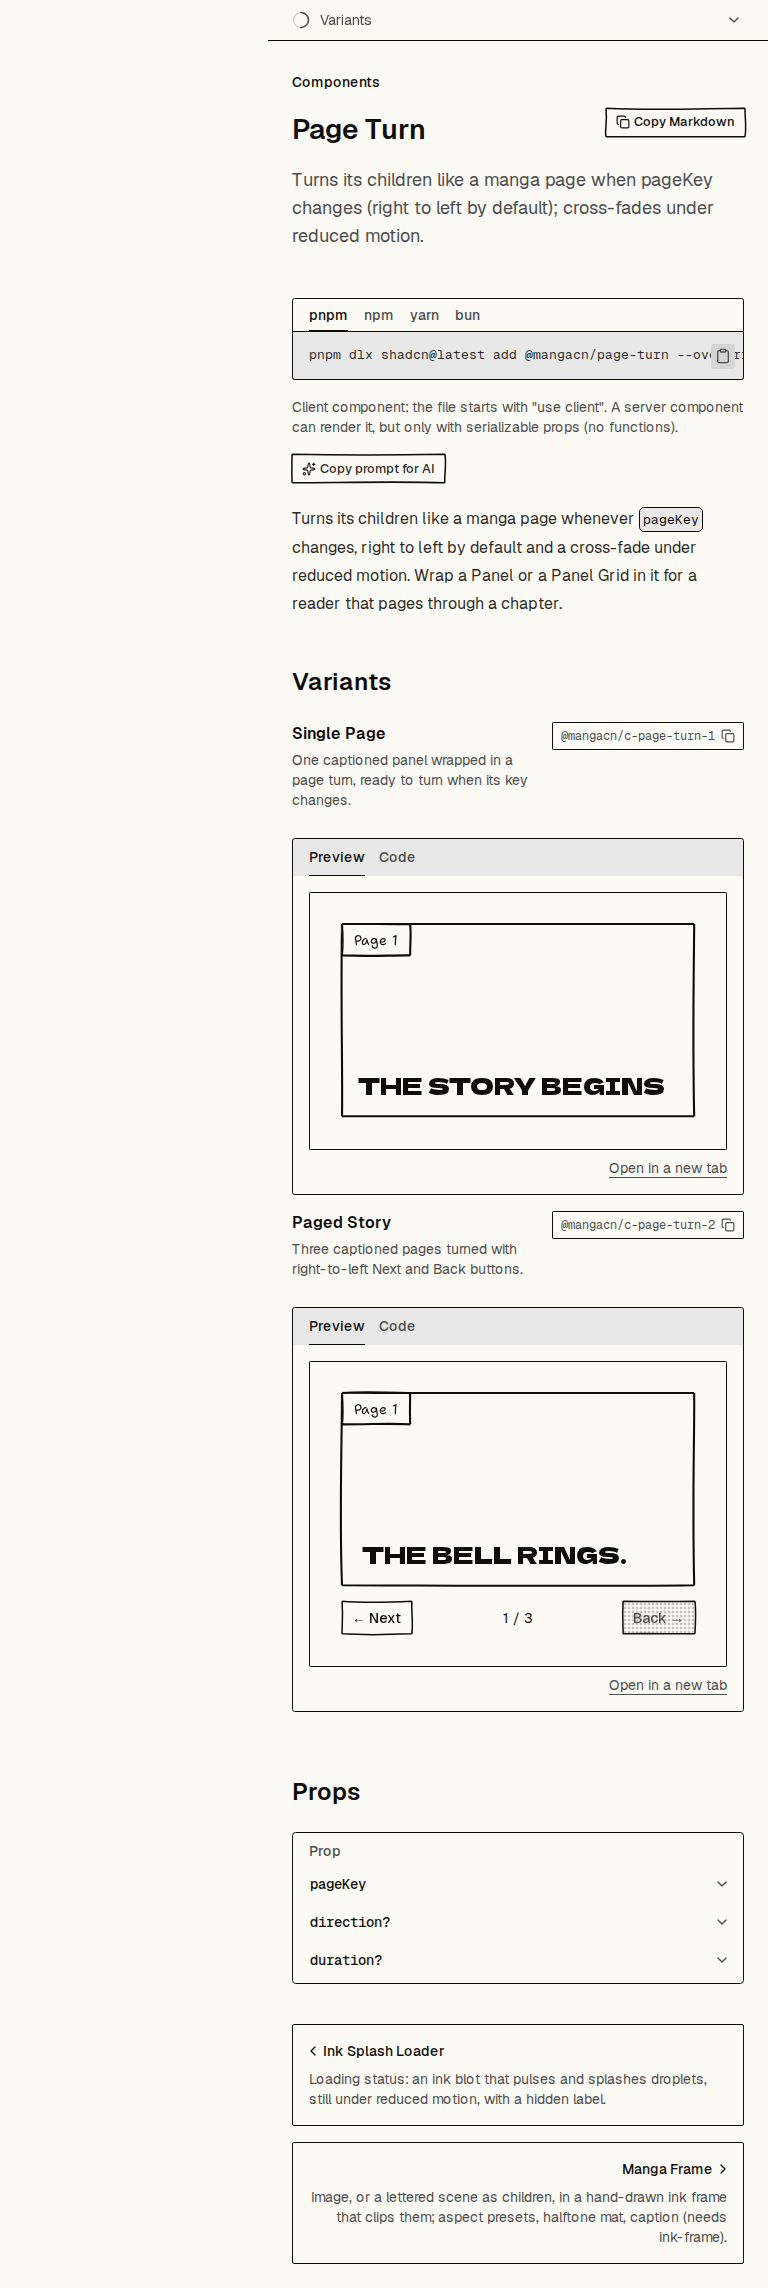 Variants
Components
Page Turn
Copy Markdown
Turns its children like a manga page when pageKey
changes (right to left by default); cross-fades under
reduced motion.
pnpm npm yarn bun
pnpm dlx shadcn@latest add @mangacn/page-turn
Client component: the file starts with "use client". A server component
can render it, but only with serializable props (no functions).
Copy prompt for AI
Turns its children like a manga page whenever pageKey
changes, right to left by default and a cross-fade under
reduced motion. Wrap a Panel or a Panel Grid in it for a
reader that pages through a chapter.
Variants
Single Page
@mangacn/c-page-turn-1
One captioned panel wrapped in a
page turn, ready to turn when its key
changes.
Preview Code
Page 1
THE STORY BEGINS
Open in a new tab
Paged Story
@mangacn/c-page-turn-2
Three captioned pages turned with
right-to-left Next and Back buttons.
Preview Code
Page 1
THE BELL RINGS.
← Next 1 / 3 Back →
Open in a new tab
Props
Prop
pageKey
direction?
duration?
Ink Splash Loader
Loading status: an ink blot that pulses and splashes droplets,
still under reduced motion, with a hidden label.
Manga Frame
Image, or a lettered scene as children, in a hand-drawn ink frame
that clips them; aspect presets, halftone mat, caption (needs
ink-frame).